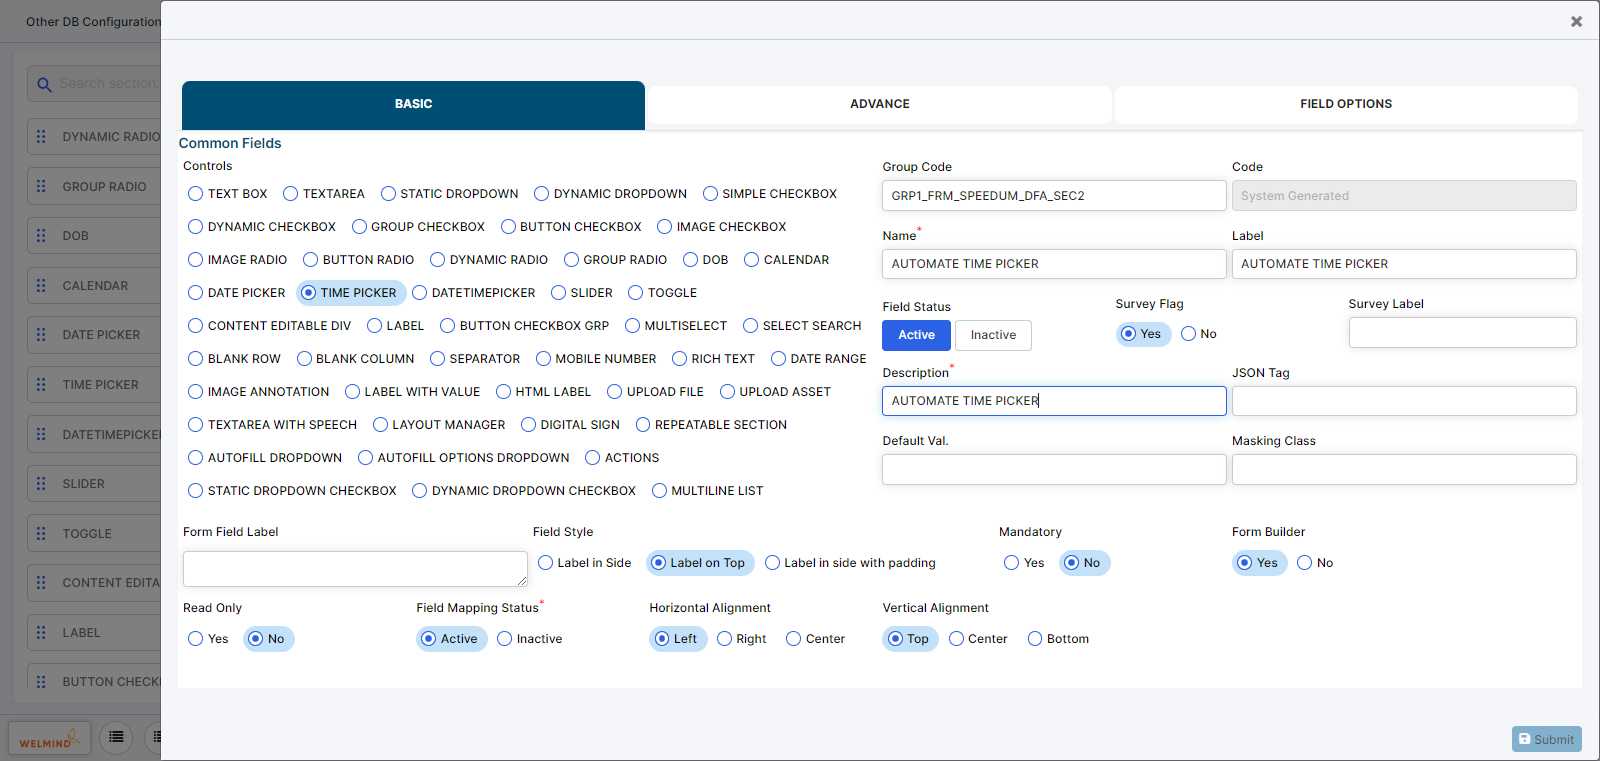 Other DB Configuration
Search section
DYNAMIC RADIO
GROUP RADIO
DOB
CALENDAR
DATE PICKER
TIME PICKER
DATETIMEPICKE
SLIDER
TOGGLE
CONTENT EDITA
LABEL
BUTTON CHECK
WELMIND
BASIC ADVANCE FIELD OPTIONS
Common Fields
Controls
TEXT BOX TEXTAREA STATIC DROPDOWN DYNAMIC DROPDOWN SIMPLE CHECKBOX
DYNAMIC CHECKBOX GROUP CHECKBOX BUTTON CHECKBOX IMAGE CHECKBOX
IMAGE RADIO BUTTON RADIO DYNAMIC RADIO GROUP RADIO DOB CALENDAR
DATE PICKER TIME PICKER DATETIMEPICKER SLIDER TOGGLE
CONTENT EDITABLE DIV LABEL BUTTON CHECKBOX GRP MULTISELECT SELECT SEARCH
BLANK ROW BLANK COLUMN SEPARATOR MOBILE NUMBER RICH TEXT DATE RANGE
IMAGE ANNOTATION LABEL WITH VALUE HTML LABEL UPLOAD FILE UPLOAD ASSET
TEXTAREA WITH SPEECH LAYOUT MANAGER DIGITAL SIGN REPEATABLE SECTION
AUTOFILL DROPDOWN AUTOFILL OPTIONS DROPDOWN ACTIONS
STATIC DROPDOWN CHECKBOX DYNAMIC DROPDOWN CHECKBOX MULTILINE LIST
Group Code Code
GRP1_FRM_SPEEDUM_DFA_SEC2 System Generated
Name* Label
AUTOMATE TIME PICKER AUTOMATE TIME PICKER
Field Status Survey Flag Survey Label
Active Inactive Yes No
Description* JSON Tag
AUTOMATE TIME PICKER
Default Val. Masking Class
Form Field Label Field Style Mandatory Form Builder
Label in Side Label on Top Label in side with padding Yes No Yes No
Read Only Field Mapping Status* Horizontal Alignment Vertical Alignment
Yes No Active Inactive Left Right Center Top Center Bottom
Submit